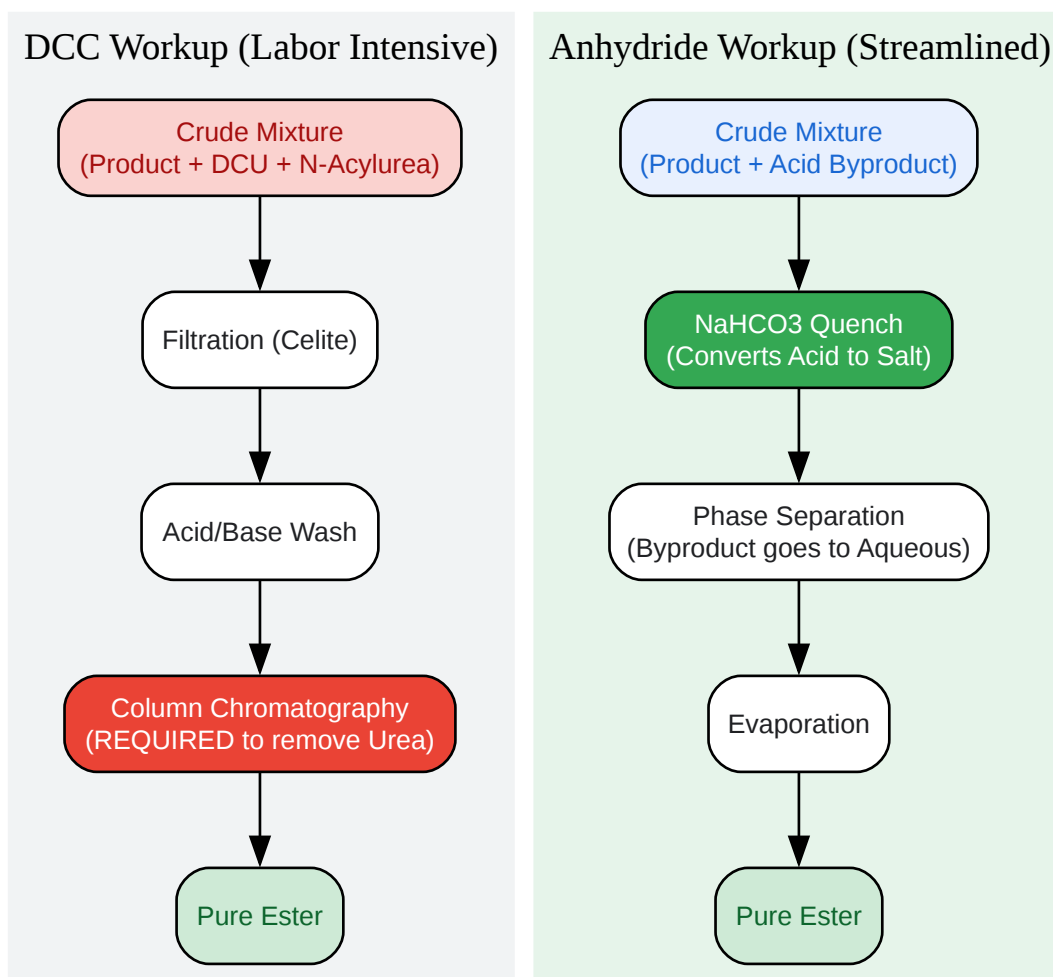 DCC Workup (Labor Intensive)
Crude Mixture
(Product + DCU + N-Acylurea)
Filtration (Celite)
Acid/Base Wash
Column Chromatography
(REQUIRED to remove Urea)
Pure Ester
Anhydride Workup (Streamlined)
Crude Mixture
(Product + Acid Byproduct)
NaHCO3 Quench
(Converts Acid to Salt)
Phase Separation
(Byproduct goes to Aqueous)
Evaporation
Pure Ester